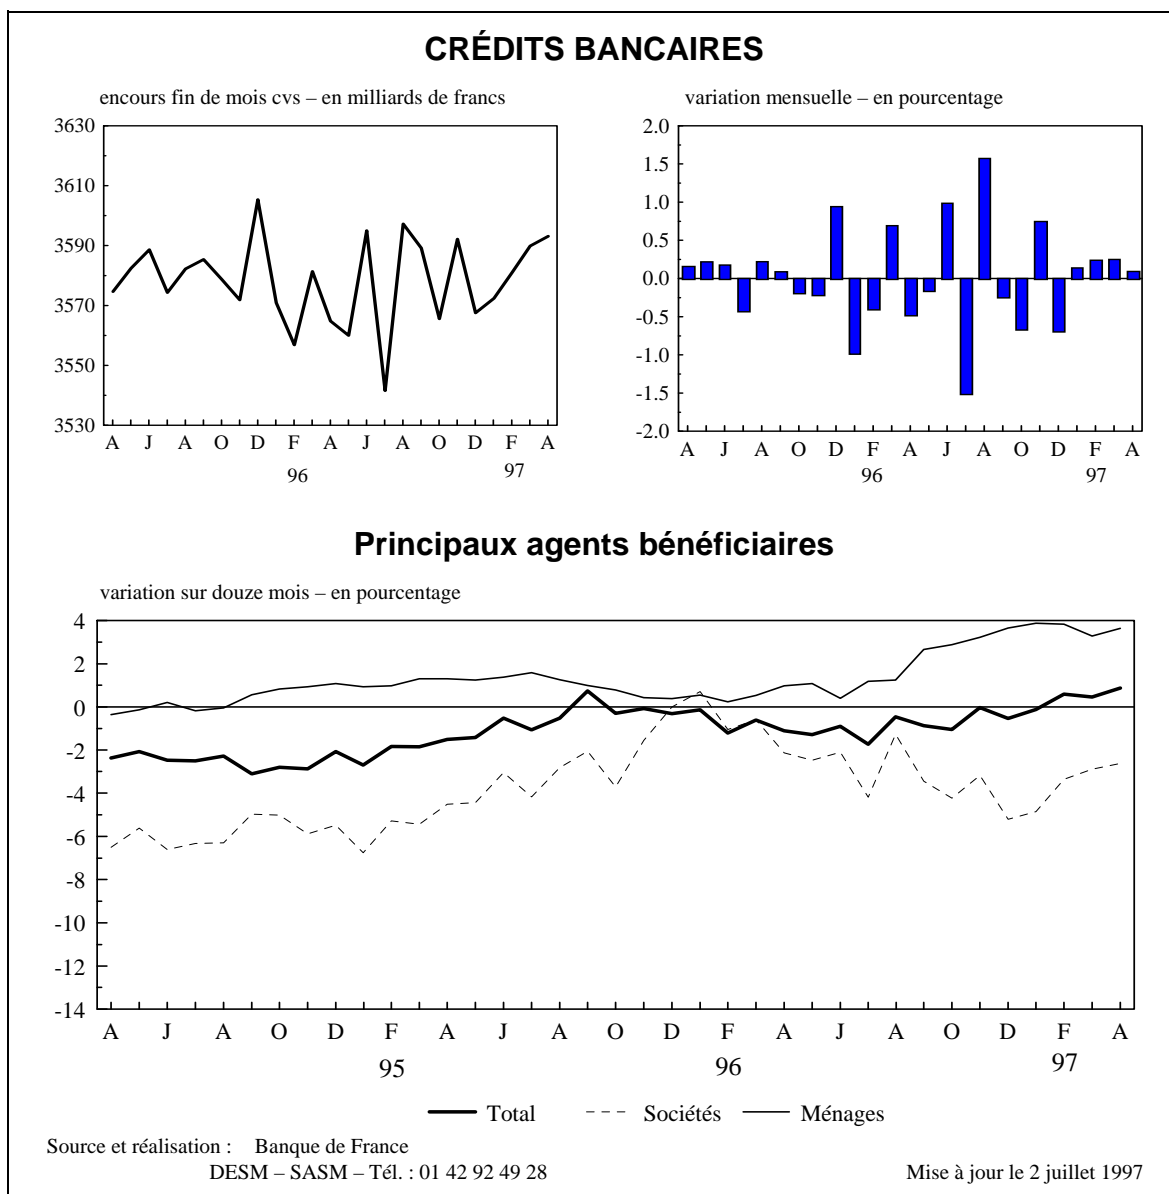 CRÉDITS BANCAIRES
encours fin de mois cvs – en milliards de francs
3630
3610
3590
3570
3550
3530
A J A O D F A J A O D F A
96 97
variation mensuelle – en pourcentage
2.0
1.5
1.0
0.5
0.0
-0.5
-1.0
-1.5
-2.0
A J A O D F A J A O D F A
96 97
Principaux agents bénéficiaires
variation sur douze mois – en pourcentage
4
2
0
-2
-4
-6
-8
-10
-12
-14
A J A O D F A J A O D F A J A O D F A
95 96 97
Total Sociétés Ménages
Source et réalisation : Banque de France
DESM – SASM – Tél. : 01 42 92 49 28
Mise à jour le 2 juillet 1997